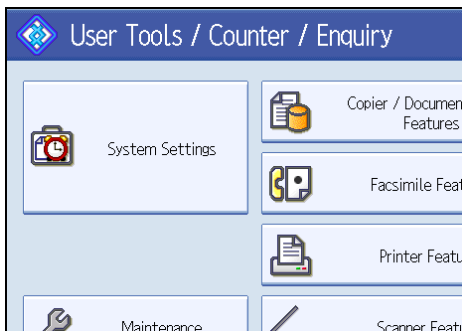 User Tools / Counter / Enquiry
System Settings
Copier / Documen
Features
Facsimile Feat
Printer Featu
Maintenance
Scanner Featu